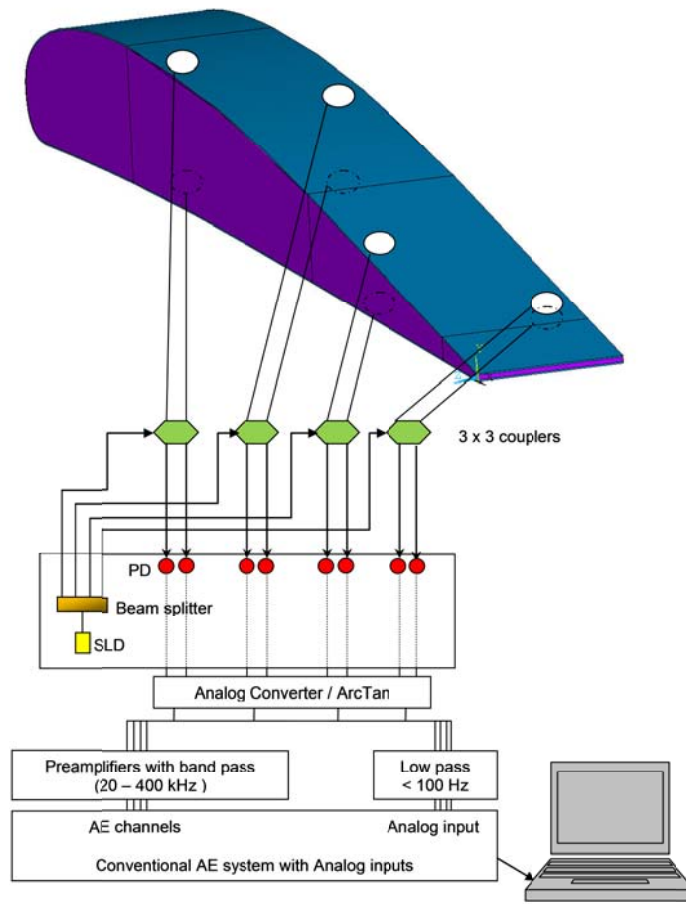 3 x 3 couplers
PD
Beam splitter
SLD
Analog Converter / ArcTan
Preamplifiers with band pass
(20 – 400 kHz )
Low pass
< 100 Hz
AE channels
Analog input
Conventional AE system with Analog inputs